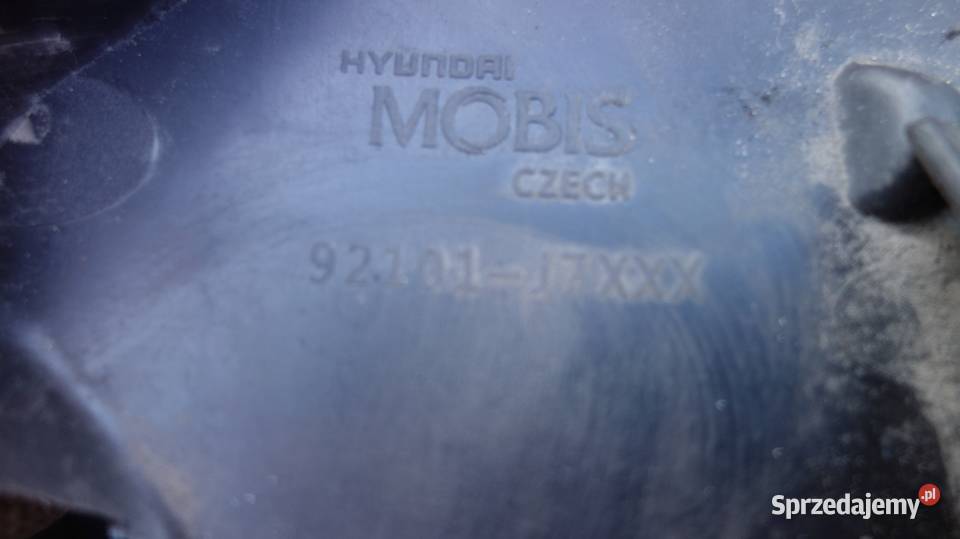 HYUNDAI
MOBIS
CZECH
92101-J7XXX
Sprzedajemy.pl